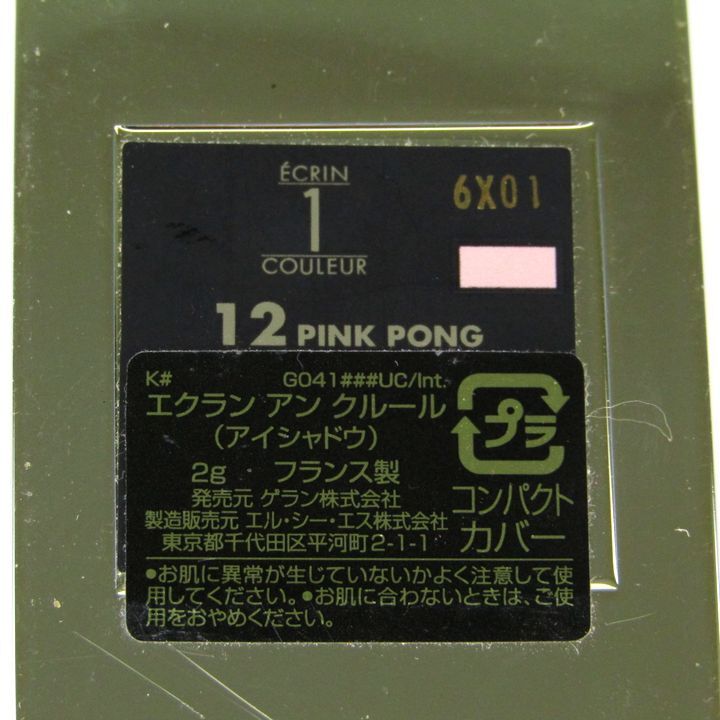 ÉCRIN
1
COULEUR
6X01
12 PINK PONG
K# G041###UC/Int.
エクラン アン クルール
(アイシャドウ)
2g フランス製
発売元 ゲラン株式会社
製造販売元 エル・シー・エス株式会社
東京都千代田区平河町2-1-1
プラ
コンパクト
カバー
•お肌に異常が生じていないかよく注意して使
用してください。•お肌に合わないときは、ご使
用をおやめください。